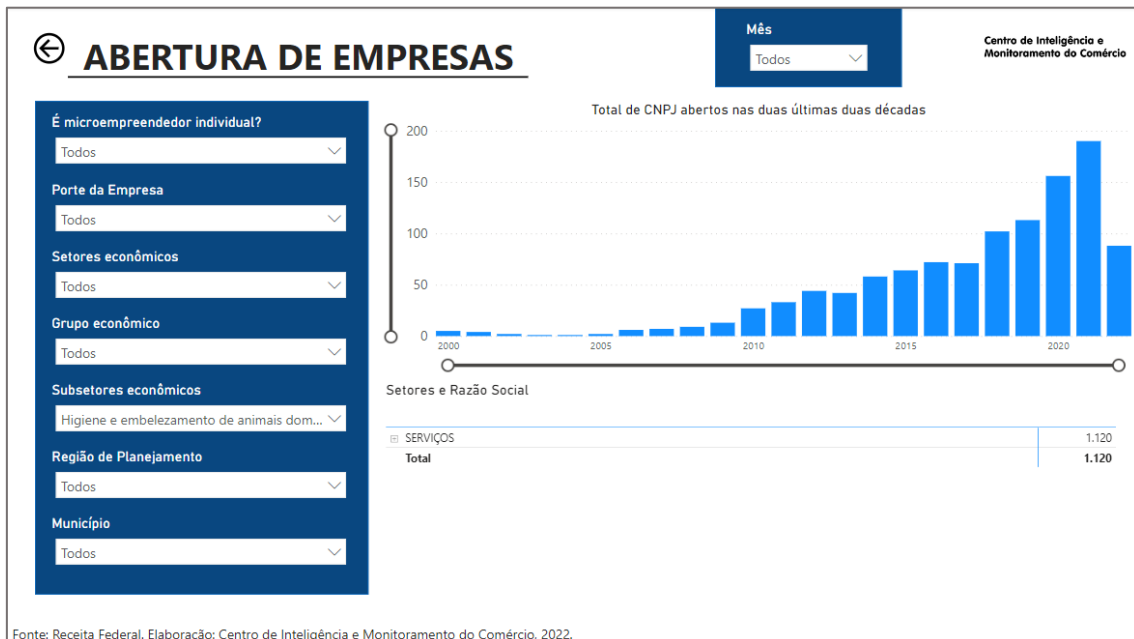 ABERTURA DE EMPRESAS
Mês
Todos
Centro de Inteligência e
Monitoramento do Comércio
É microempreendedor individual?
Todos
Porte da Empresa
Todos
Setores econômicos
Todos
Grupo econômico
Todos
Subsetores econômicos
Higiene e embelezamento de animais dom...
Região de Planejamento
Todos
Município
Todos
Total de CNPJ abertos nas duas últimas duas décadas
200
150
100
50
0
2000 2005 2010 2015 2020
Setores e Razão Social
SERVIÇOS 1.120
Total 1.120
Fonte: Receita Federal. Elaboração: Centro de Inteligência e Monitoramento do Comércio. 2022.